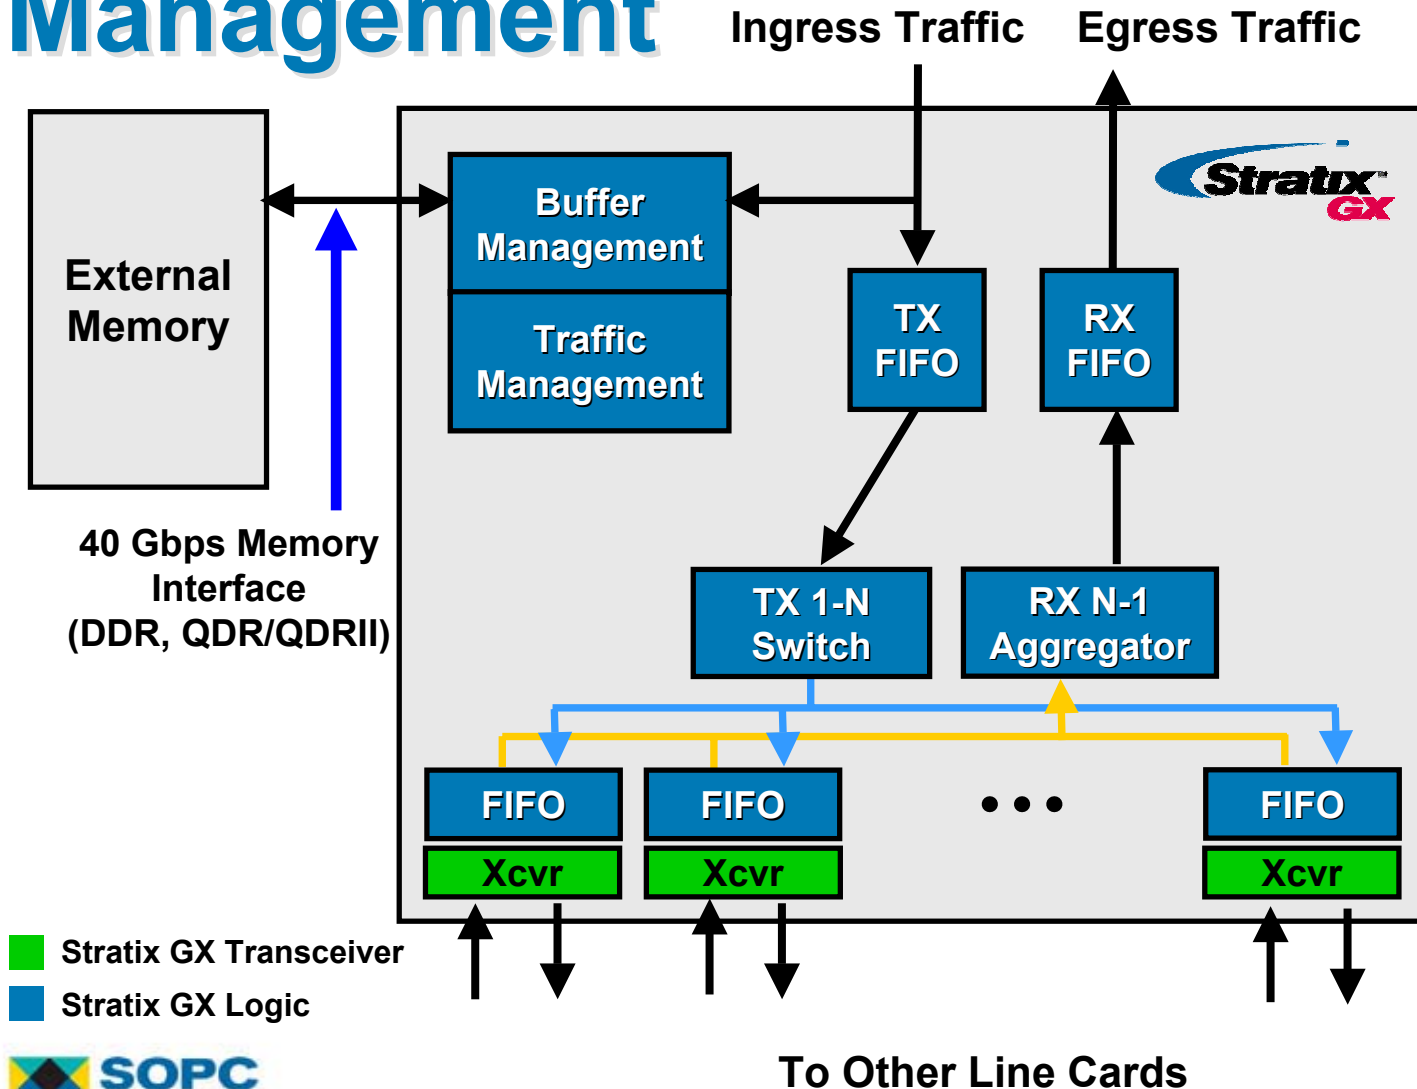 Management
Ingress Traffic
Egress Traffic
Stratix™
GX
Buffer
Management
External
Memory
Traffic
Management
TX
FIFO
RX
FIFO
40 Gbps Memory
Interface
(DDR, QDR/QDRII)
TX 1-N
Switch
RX N-1
Aggregator
FIFO
FIFO
• • •
FIFO
Xcvr
Xcvr
Xcvr
Stratix GX Transceiver
Stratix GX Logic
SOPC
To Other Line Cards